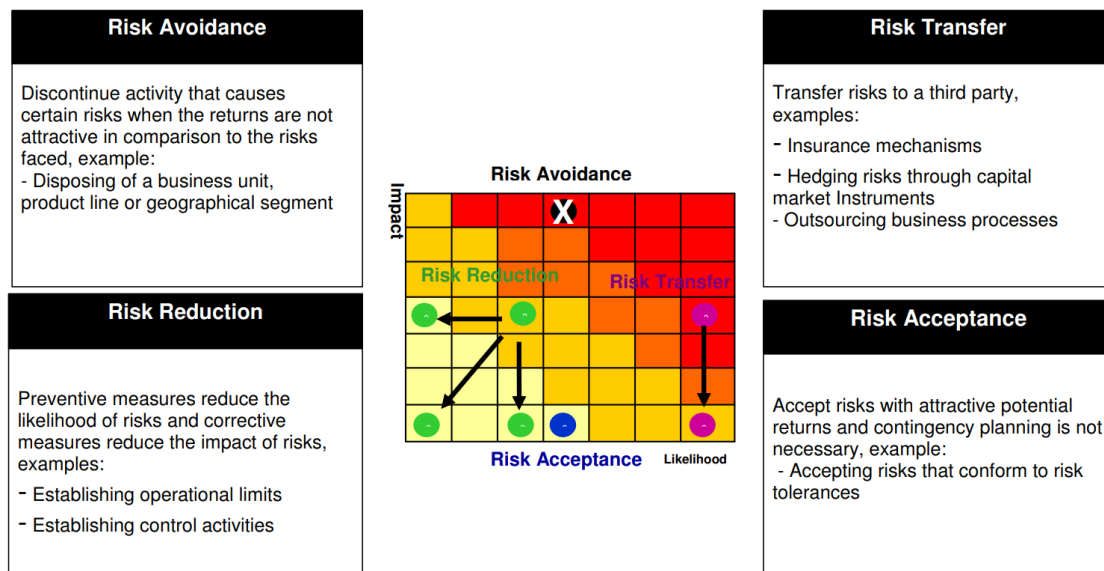 Risk Avoidance
Discontinue activity that causes
certain risks when the returns are not
attractive in comparison to the risks
faced, example:
- Disposing of a business unit,
product line or geographical segment
Risk Reduction
Preventive measures reduce the
likelihood of risks and corrective
measures reduce the impact of risks,
examples:
- Establishing operational limits
- Establishing control activities
Risk Avoidance
Impact
X
Risk Reduction
Risk Transfer
Risk Acceptance
Likelihood
Risk Transfer
Transfer risks to a third party,
examples:
- Insurance mechanisms
- Hedging risks through capital
market Instruments
- Outsourcing business processes
Risk Acceptance
Accept risks with attractive potential
returns and contingency planning is not
necessary, example:
- Accepting risks that conform to risk
tolerances